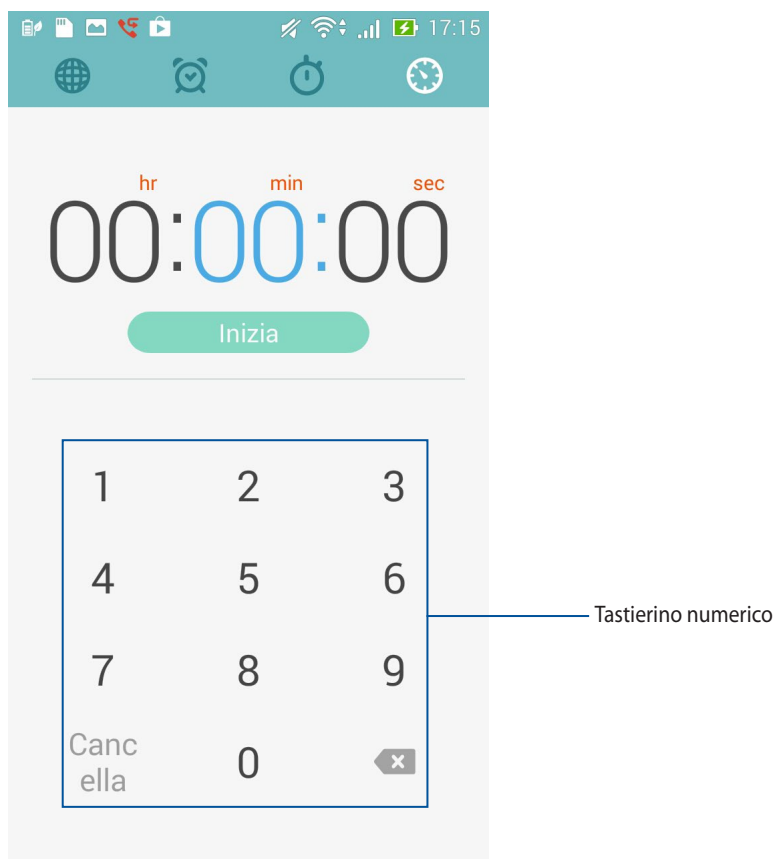 17:15
hr min sec
00:00:00
Inizia
1 2 3
4 5 6
Tastierino numerico
7 8 9
Canc
ella
0